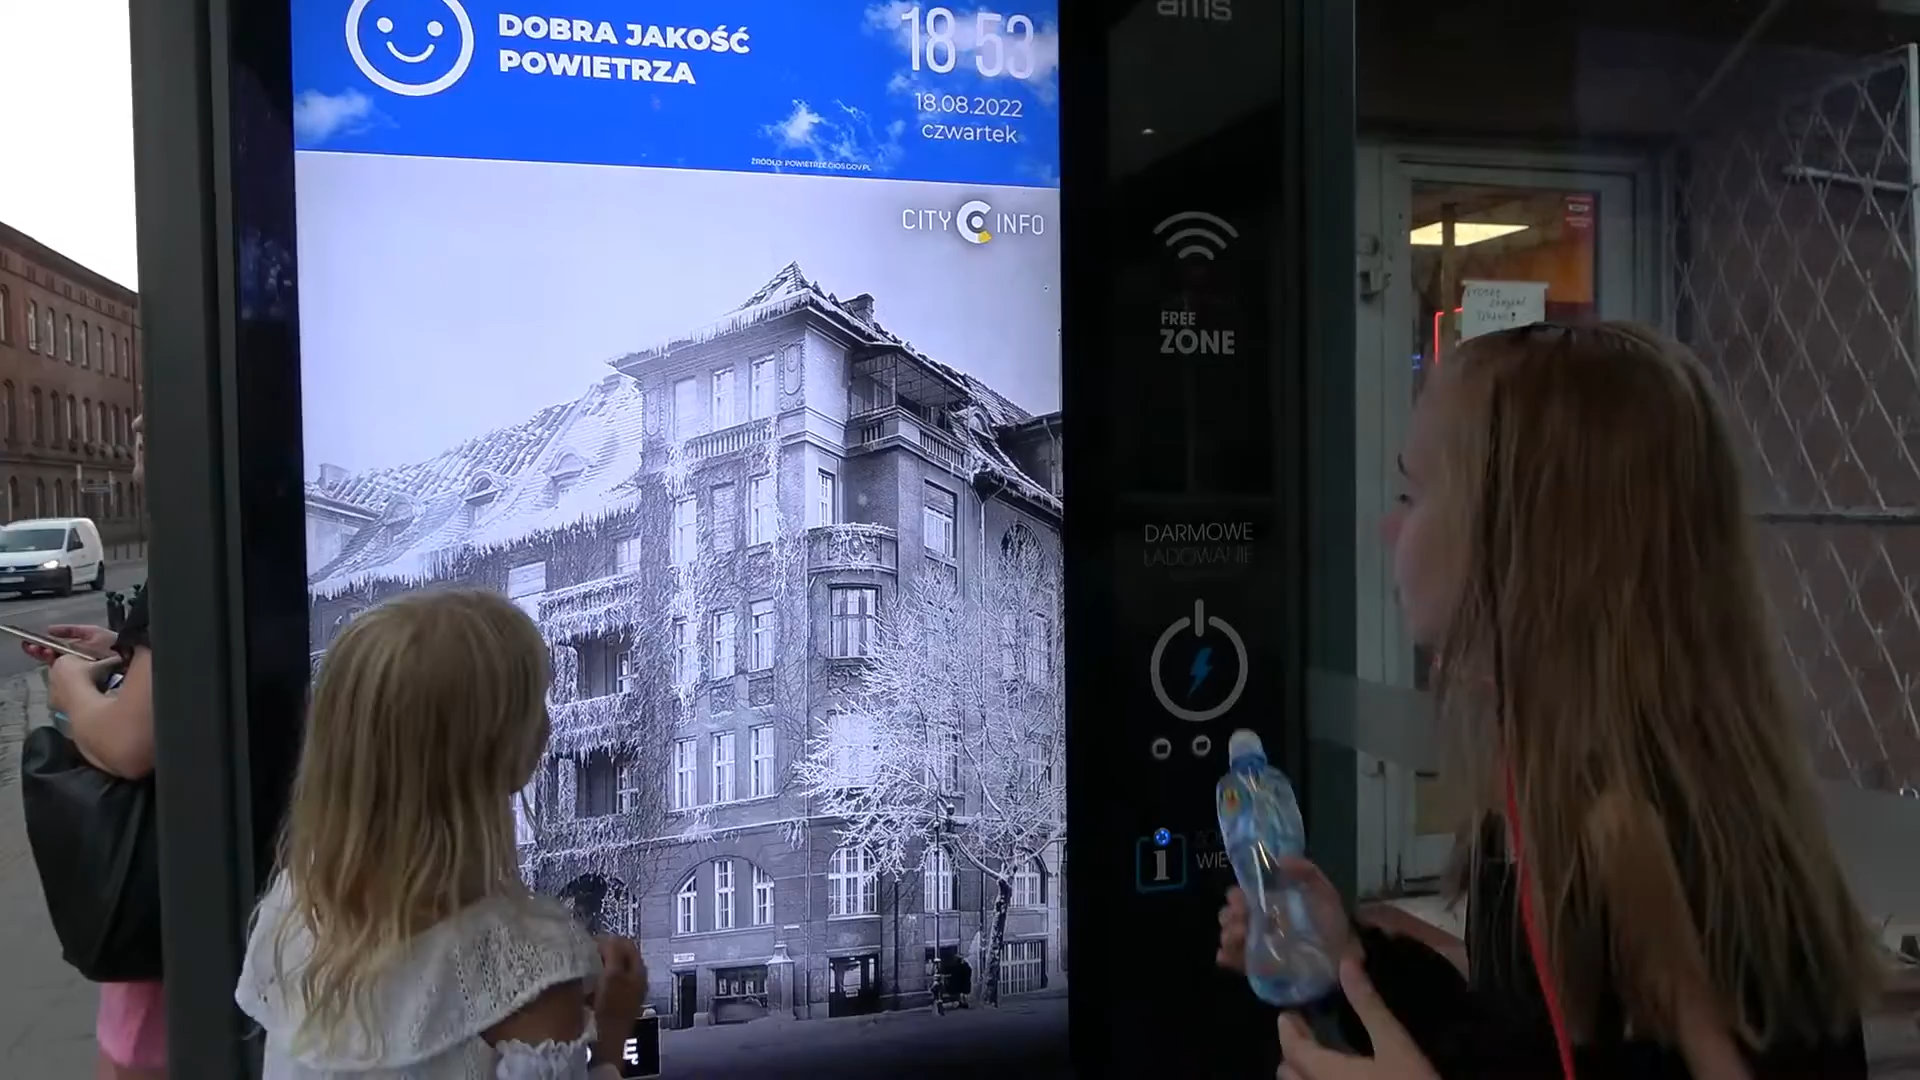 DOBRA JAKOŚĆ
POWIETRZA
18 53
18.08.2022
czwartek
ŹRÓDŁO: POWIETRZE.GIOS.GOV.PL
CITY INFO
ams
FREE
ZONE
DARMOWE
ŁADOWANIE
i
WIE
Ę